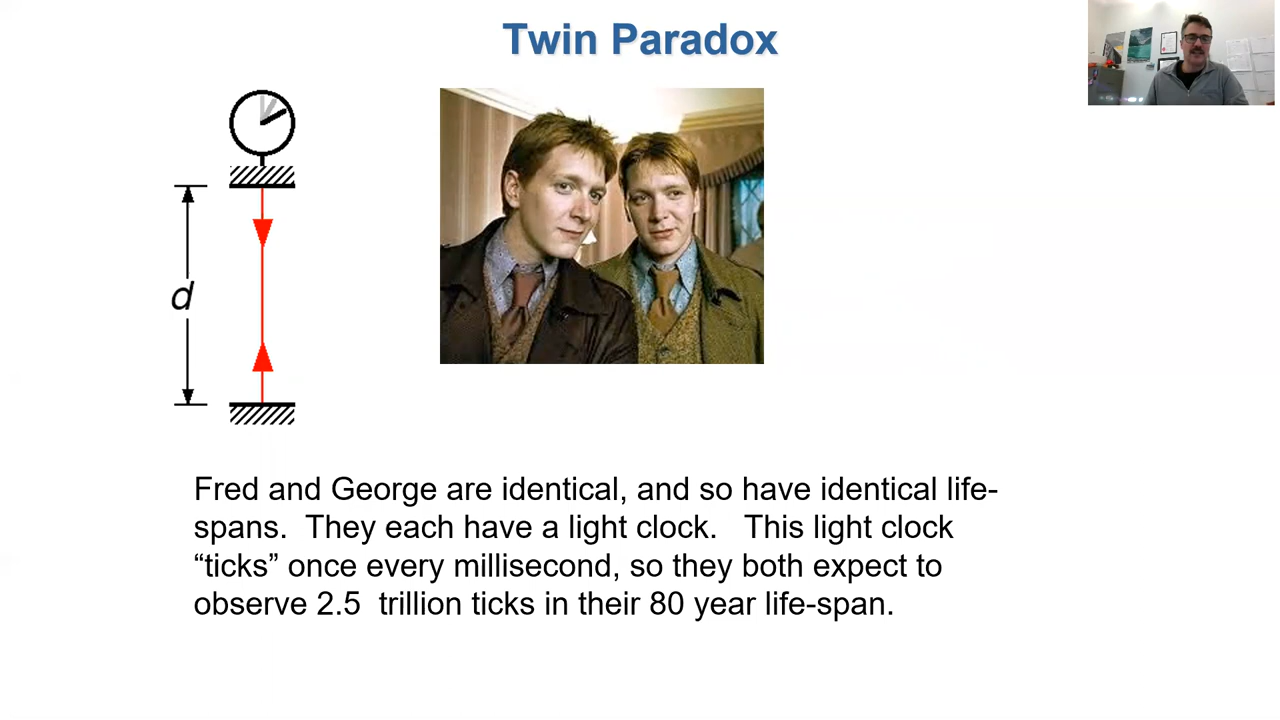 Twin Paradox
d
Fred and George are identical, and so have identical life-
spans.  They each have a light clock.   This light clock
“ticks” once every millisecond, so they both expect to
observe 2.5  trillion ticks in their 80 year life-span.